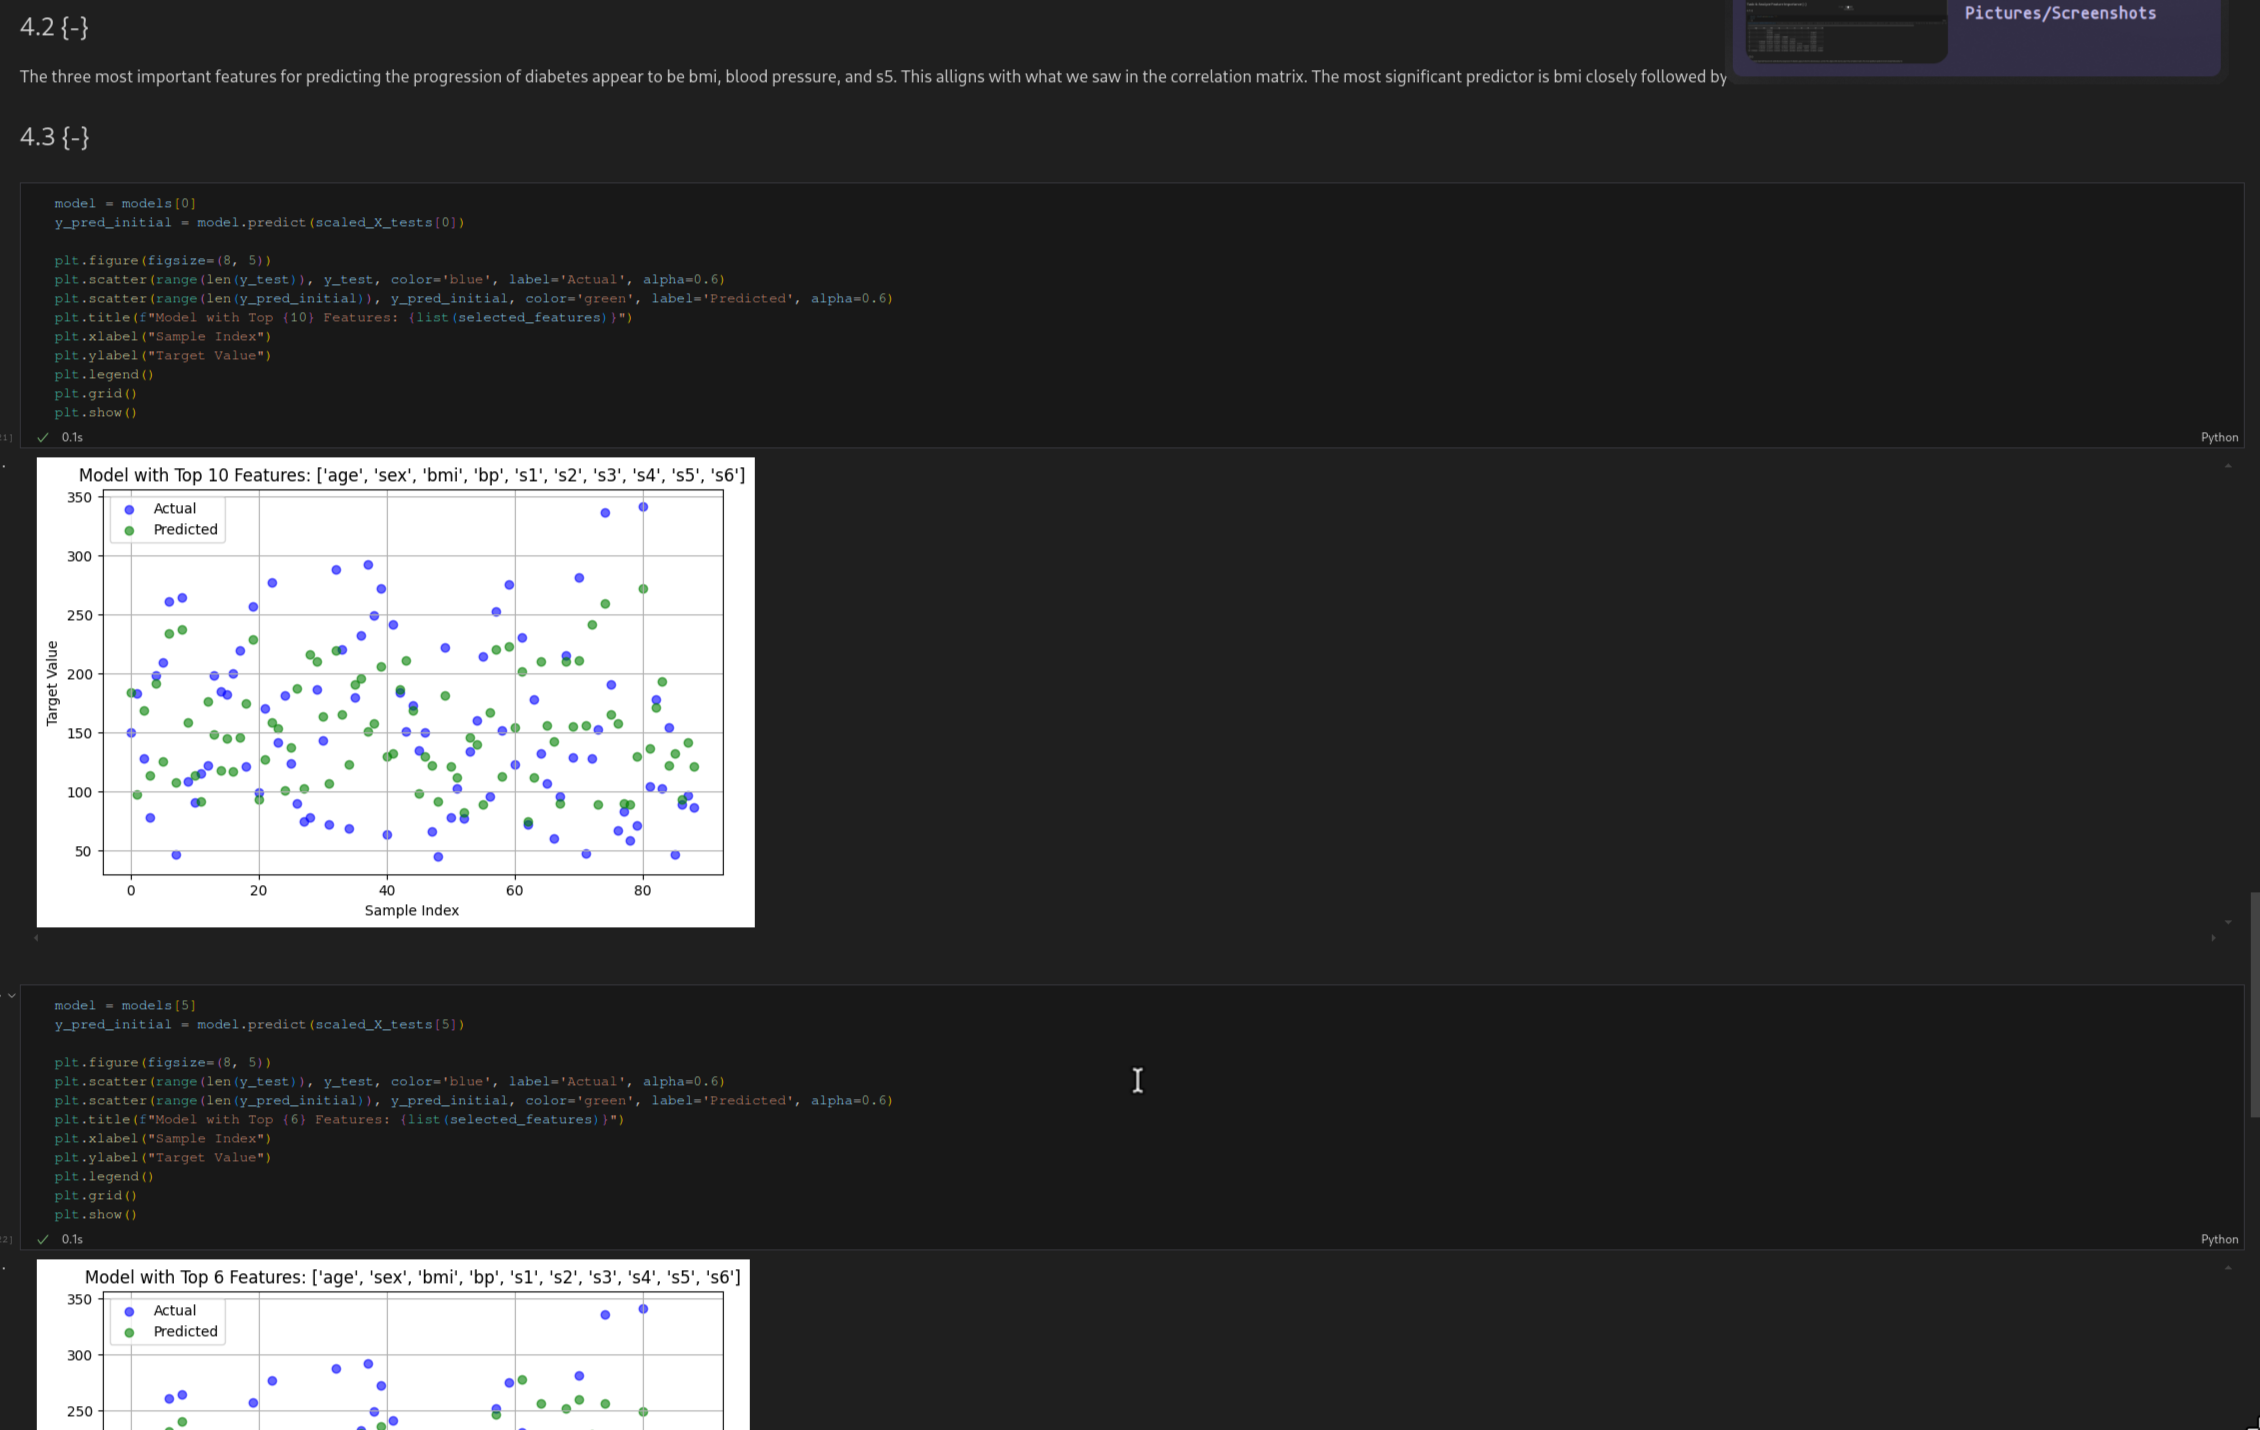 4.2 {-}
Pictures/Screenshots
The three most important features for predicting the progression of diabetes appear to be bmi, blood pressure, and s5. This alligns with what we saw in the correlation matrix. The most significant predictor is bmi closely followed by
4.3 {-}
model = models[0]
y_pred_initial = model.predict(scaled_X_tests[0])
plt.figure(figsize=(8, 5))
plt.scatter(range(len(y_test)), y_test, color='blue', label='Actual', alpha=0.6)
plt.scatter(range(len(y_pred_initial)), y_pred_initial, color='green', label='Predicted', alpha=0.6)
plt.title(f"Model with Top {10} Features: {list(selected_features)}")
plt.xlabel("Sample Index")
plt.ylabel("Target Value")
plt.legend()
plt.grid()
plt.show()
0.1s
Python
Model with Top 10 Features: ['age', 'sex', 'bmi', 'bp', 's1', 's2', 's3', 's4', 's5', 's6']
350
Actual
Predicted
300
250
200
150
100
50
Target Value
0 20 40 60 80
Sample Index
model = models[5]
y_pred_initial = model.predict(scaled_X_tests[5])
plt.figure(figsize=(8, 5))
plt.scatter(range(len(y_test)), y_test, color='blue', label='Actual', alpha=0.6)
plt.scatter(range(len(y_pred_initial)), y_pred_initial, color='green', label='Predicted', alpha=0.6)
plt.title(f"Model with Top {6} Features: {list(selected_features)}")
plt.xlabel("Sample Index")
plt.ylabel("Target Value")
plt.legend()
plt.grid()
plt.show()
0.1s
Python
Model with Top 6 Features: ['age', 'sex', 'bmi', 'bp', 's1', 's2', 's3', 's4', 's5', 's6']
350
Actual
Predicted
300
250